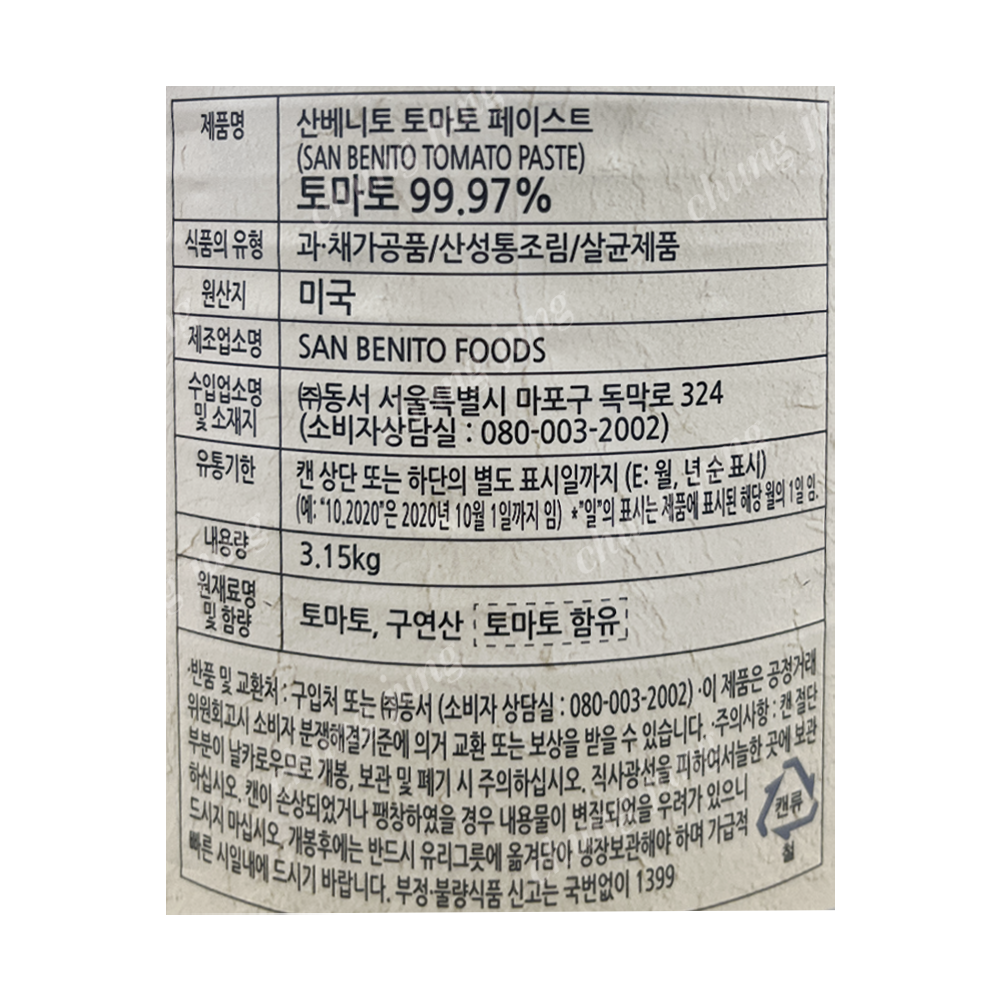 제품명
산베니토 토마토 페이스트
(SAN BENITO TOMATO PASTE)
토마토 99.97%
식품의 유형
과·채가공품/산성통조림/살균제품
원산지
미국
제조업소명
SAN BENITO FOODS
수입업소명
및 소재지
㈜동서 서울특별시 마포구 독막로 324
(소비자상담실 : 080-003-2002)
유통기한
캔 상단 또는 하단의 별도 표시일까지 (E: 월, 년 순 표시)
(예: "10.2020"은 2020년 10월 1일까지 임) *"일"의 표시는 제품에 표시된 해당 월의 1일 임.
내용량
3.15kg
원재료명
및 함량
토마토, 구연산 토마토 함유
·반품 및 교환처 : 구입처 또는 ㈜동서 (소비자 상담실 : 080-003-2002) ·이 제품은 공정거래
위원회고시 소비자 분쟁해결기준에 의거 교환 또는 보상을 받을 수 있습니다. ·주의사항 : 캔 절단
부분이 날카로우므로 개봉, 보관 및 폐기 시 주의하십시오. 직사광선을 피하여서늘한 곳에 보관
하십시오. 캔이 손상되었거나 팽창하였을 경우 내용물이 변질되었을 우려가 있으니
드시지 마십시오. 개봉후에는 반드시 유리그릇에 옮겨담아 냉장보관해야 하며 가급적
빠른 시일내에 드시기 바랍니다. 부정·불량식품 신고는 국번없이 1399
캔류
철
chung jung